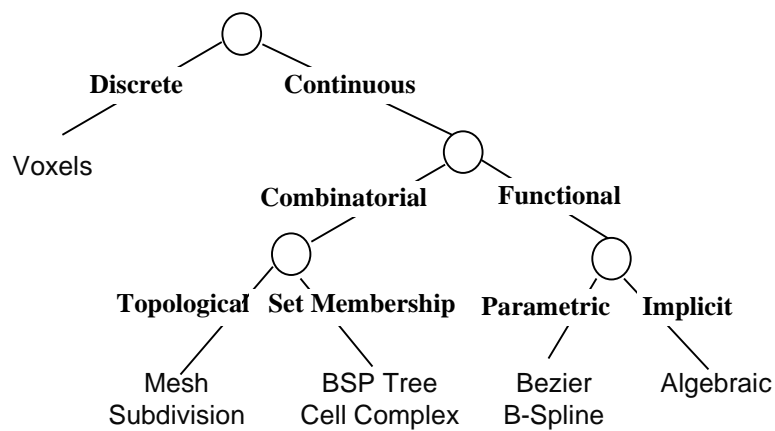 Discrete Continuous
Voxels
Combinatorial Functional
Topological Set Membership Parametric Implicit
Mesh BSP Tree Bezier Algebraic
Subdivision Cell Complex B-Spline